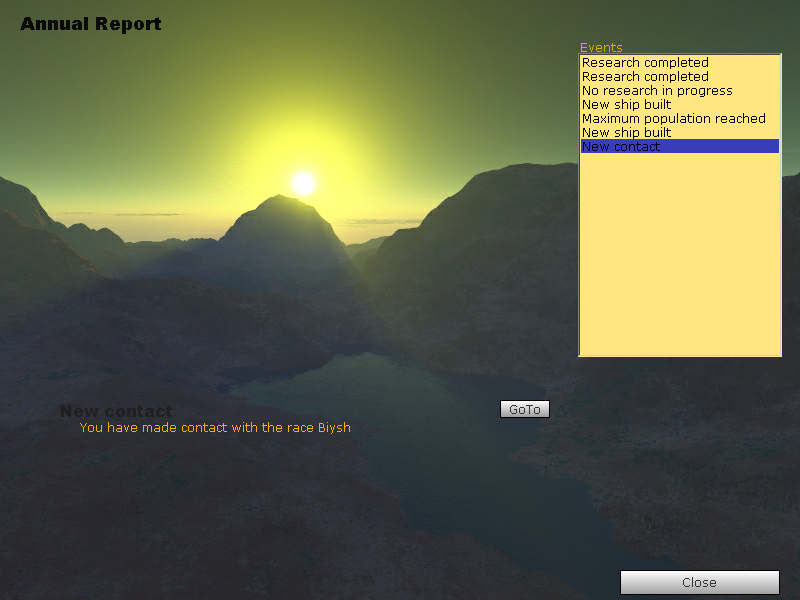 Annual Report
Events
Research completed
Research completed
No research in progress
New ship built
Maximum population reached
New ship built
New contact
New contact
GoTo
You have made contact with the race Biysh
Close